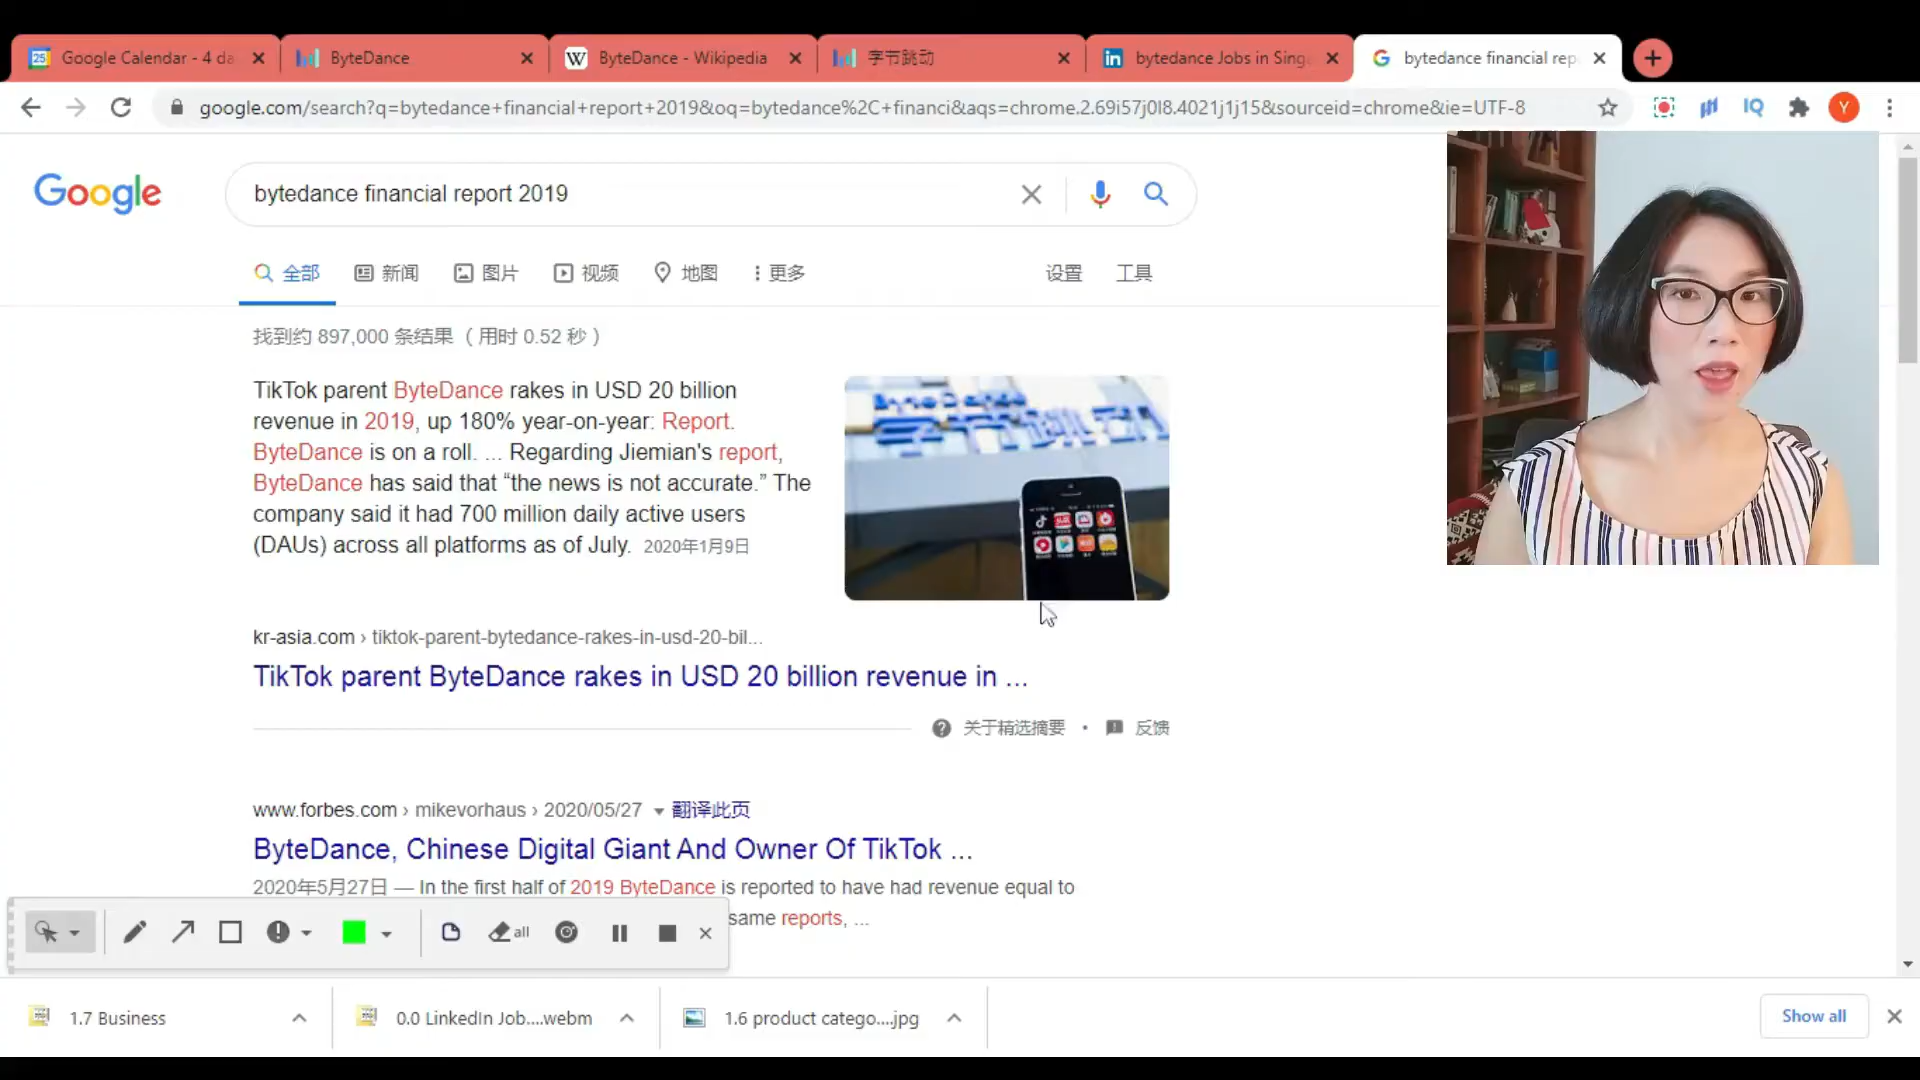 Google Calendar - 4 da
ByteDance
ByteDance - Wikipedia
字节跳动
bytedance Jobs in Sing
bytedance financial rep
google.com/search?q=bytedance+financial+report+2019&oq=bytedance%2C+financi&aqs=chrome.2.69i57j0l8.4021j1j15&sourceid=chrome&ie=UTF-8
IQ
Y
Google
bytedance financial report 2019
全部
新闻
图片
视频
地图
更多
设置
工具
找到约 897,000 条结果 （用时 0.52 秒）
TikTok parent ByteDance rakes in USD 20 billion
revenue in 2019, up 180% year-on-year: Report.
ByteDance is on a roll. ... Regarding Jiemian's report,
ByteDance has said that “the news is not accurate.” The
company said it had 700 million daily active users
(DAUs) across all platforms as of July. 2020年1月9日
kr-asia.com › tiktok-parent-bytedance-rakes-in-usd-20-bil...
TikTok parent ByteDance rakes in USD 20 billion revenue in ...
关于精选摘要 • 反馈
www.forbes.com › mikevorhaus › 2020/05/27 翻译此页
ByteDance, Chinese Digital Giant And Owner Of TikTok ...
2020年5月27日 — In the first half of 2019 ByteDance is reported to have had revenue equal to
same reports, ...
all
1.7 Business
0.0 LinkedIn Job....webm
1.6 product catego....jpg
Show all